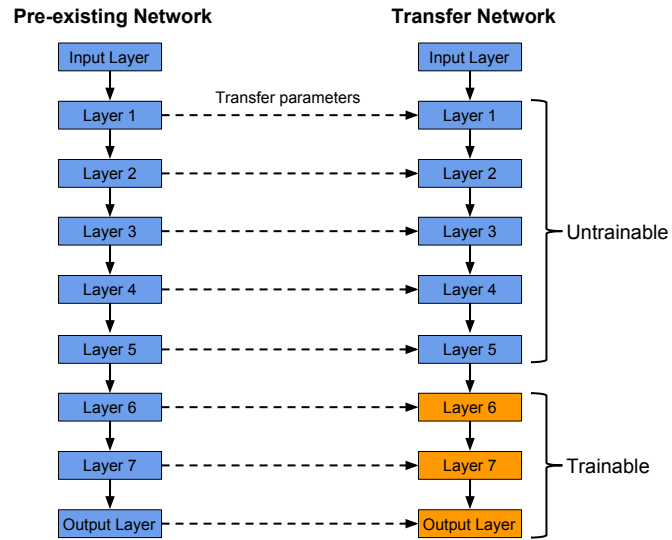 Pre-existing Network
Transfer Network
Input Layer
Input Layer
Transfer parameters
Layer 1
Layer 1
Layer 2
Layer 2
Layer 3
Layer 3
Untrainable
Layer 4
Layer 4
Layer 5
Layer 5
Layer 6
Layer 6
Layer 7
Layer 7
Trainable
Output Layer
Output Layer